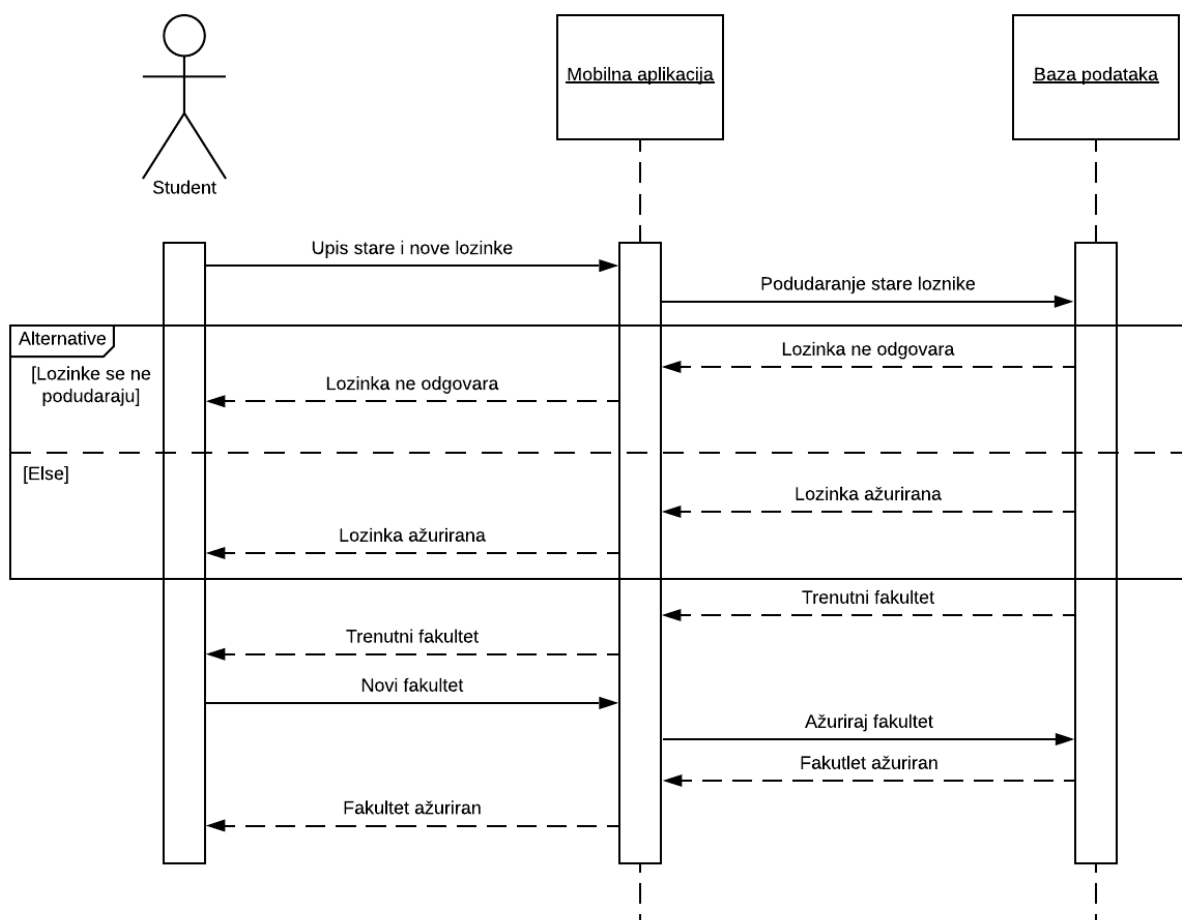 Mobilna aplikacija
Baza podataka
Student
Upis stare i nove lozinke
Podudaranje stare loznike
Alternative
Lozinka ne odgovara
[Lozinke se ne
podudaraju]
Lozinka ne odgovara
[Else]
Lozinka ažurirana
Lozinka ažurirana
Trenutni fakultet
Trenutni fakultet
Novi fakultet
Ažuriraj fakultet
Fakutlet ažuriran
Fakultet ažuriran